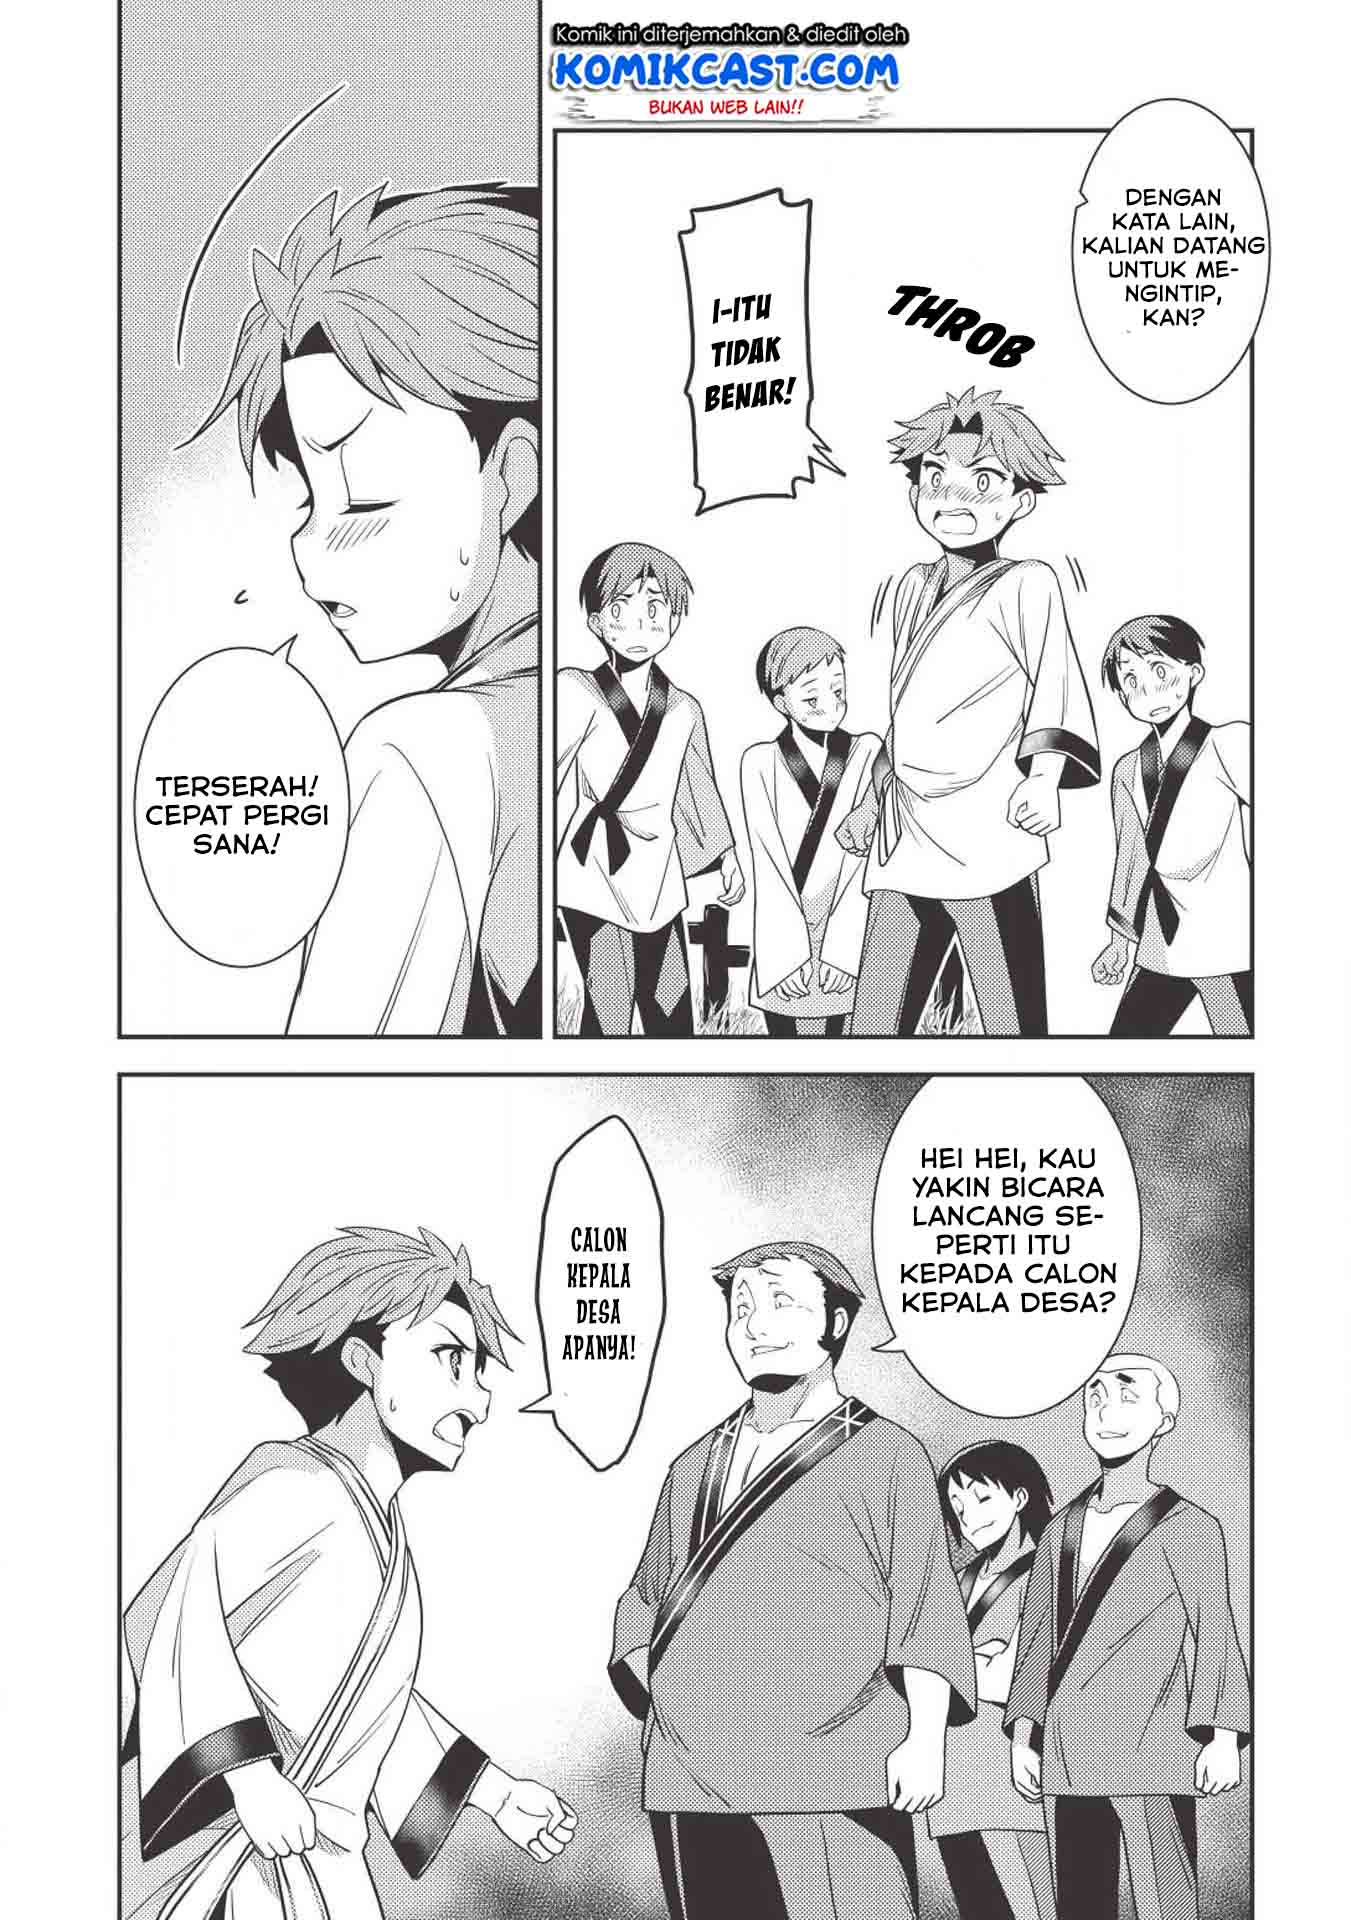 Komik ini diterjemahkan & diedit oleh
KOMIKCAST.COM
BUKAN WEB LAIN!!
DENGAN
KATA LAIN,
KALIAN DATANG
UNTUK ME-
NGINTIP,
KAN?
THROB
I-ITU
TIDAK
BENAR!
TERSERAH!
CEPAT PERGI
SANA!
HEI HEI, KAU
YAKIN BICARA
LANCANG SE-
PERTI ITU
KEPADA CALON
KEPALA DESA?
CALON
KEPALA
DESA
APANYA!